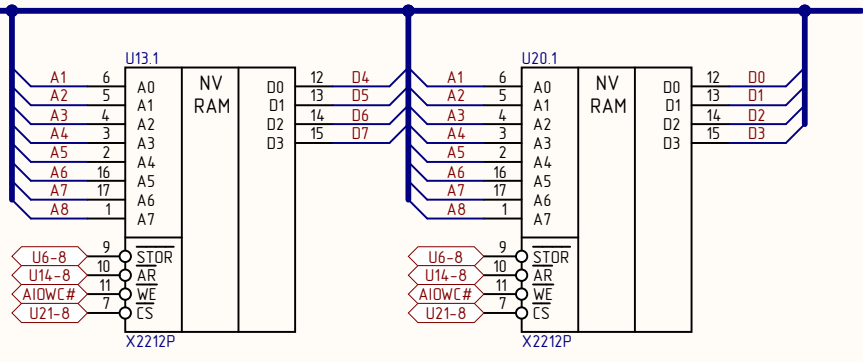 U13.1 U20.1
A1 6 A0 NV RAM D0 12 D4
A2 5 A1 D1 13 D5
A3 4 A2 D2 14 D6
A4 3 A3 D3 15 D7
A5 2 A4
A6 16 A5
A7 17 A6
A8 1 A7
U6-8 9 STOR
U14-8 10 AR
AIOWC# 11 WE
U21-8 7 CS
X2212P
A1 6 A0 NV RAM D0 12 D0
A2 5 A1 D1 13 D1
A3 4 A2 D2 14 D2
A4 3 A3 D3 15 D3
A5 2 A4
A6 16 A5
A7 17 A6
A8 1 A7
U6-8 9 STOR
U14-8 10 AR
AIOWC# 11 WE
U21-8 7 CS
X2212P